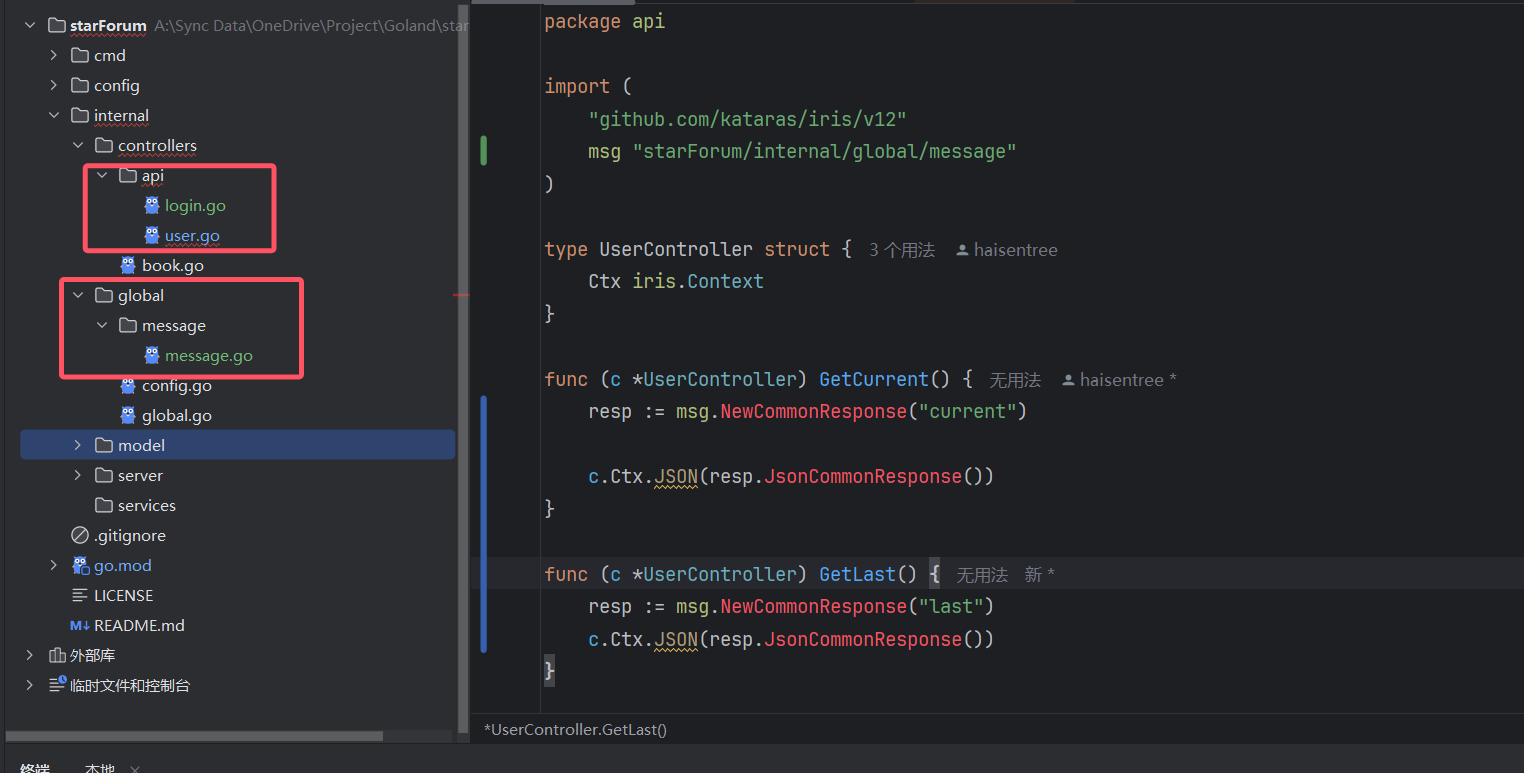 starForum A:\Sync Data\OneDrive\Project\Goland\star
cmd
config
internal
controllers
api
login.go
user.go
book.go
global
message
message.go
config.go
global.go
model
server
services
.gitignore
go.mod
LICENSE
M↓ README.md
外部库
临时文件和控制台
package api
import (
"github.com/kataras/iris/v12"
msg "starForum/internal/global/message"
)
type UserController struct { 3 个用法 haisentree
Ctx iris.Context
}
func (c *UserController) GetCurrent() { 无用法 haisentree *
resp := msg.NewCommonResponse("current")
c.Ctx.JSON(resp.JsonCommonResponse())
}
func (c *UserController) GetLast() { 无用法 新 *
resp := msg.NewCommonResponse("last")
c.Ctx.JSON(resp.JsonCommonResponse())
}
*UserController.GetLast()
终端 本地 ×